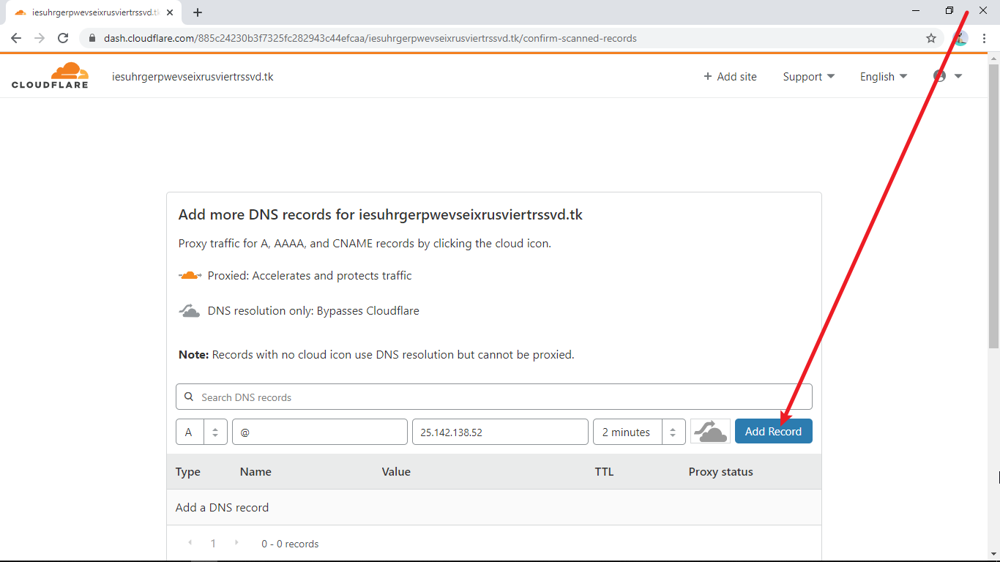 iesuhrgerpwevseixrusviertrssvd.tk
dash.cloudflare.com/885c24230b3f7325fc282943c44efcaa/iesuhrgerpwevseixrusviertrssvd.tk/confirm-scanned-records
CLOUDFLARE
iesuhrgerpwevseixrusviertrssvd.tk
+ Add site
Support
English
Add more DNS records for iesuhrgerpwevseixrusviertrssvd.tk
Proxy traffic for A, AAAA, and CNAME records by clicking the cloud icon.
Proxied: Accelerates and protects traffic
DNS resolution only: Bypasses Cloudflare
Note: Records with no cloud icon use DNS resolution but cannot be proxied.
Search DNS records
A @ 25.142.138.52 2 minutes Add Record
Type Name Value TTL Proxy status
Add a DNS record
1 0 - 0 records